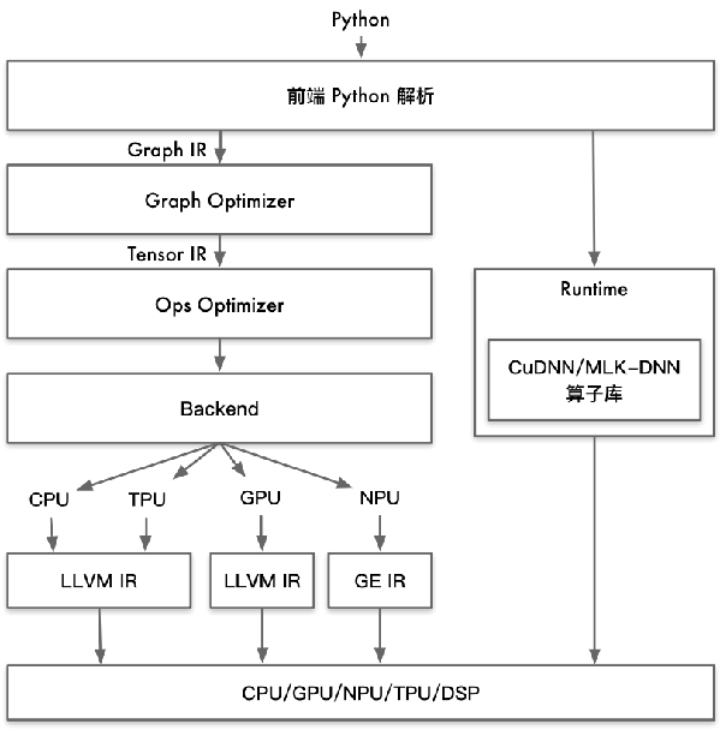 Python
前端 Python 解析
Graph IR
Graph Optimizer
Tensor IR
Ops Optimizer
Runtime
CuDNN/MLK-DNN
算子库
Backend
CPU
TPU
GPU
NPU
LLVM IR
LLVM IR
GE IR
CPU/GPU/NPU/TPU/DSP